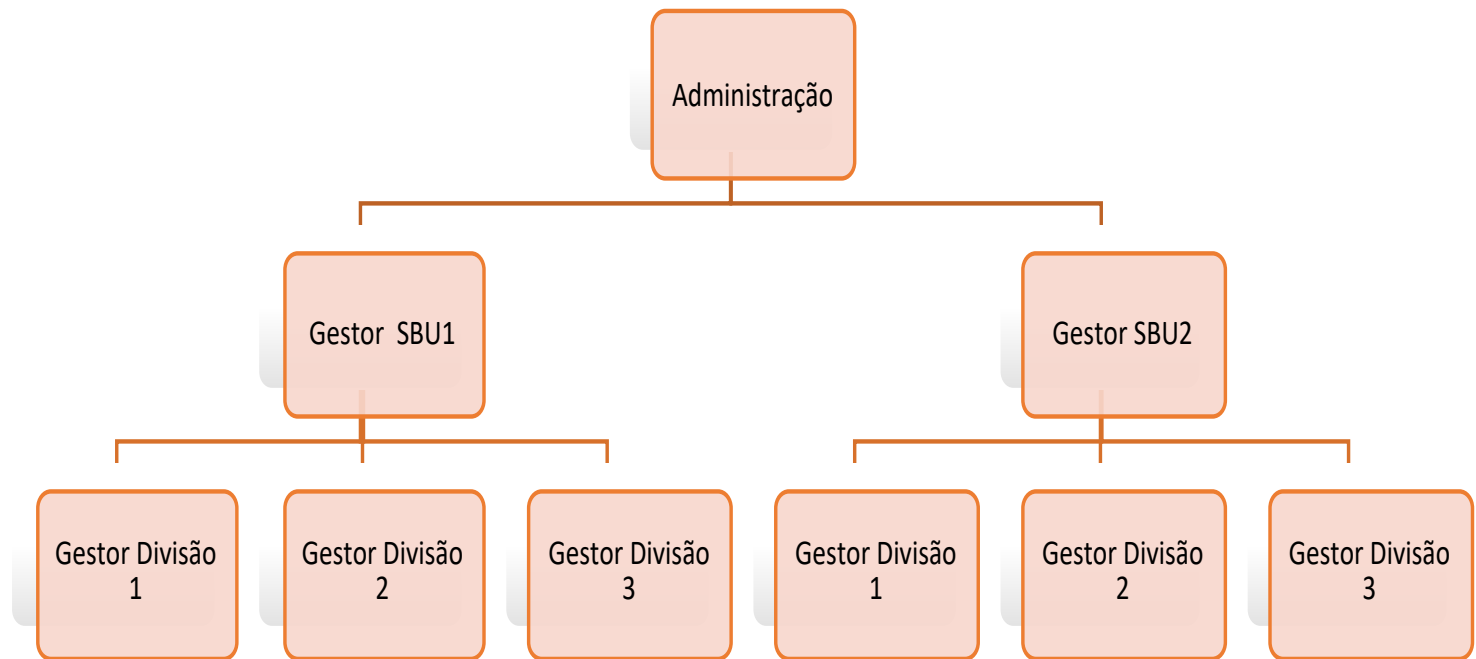 Administração
Gestor  SBU1
Gestor SBU2
Gestor Divisão
1
Gestor Divisão
2
Gestor Divisão
3
Gestor Divisão
1
Gestor Divisão
2
Gestor Divisão
3